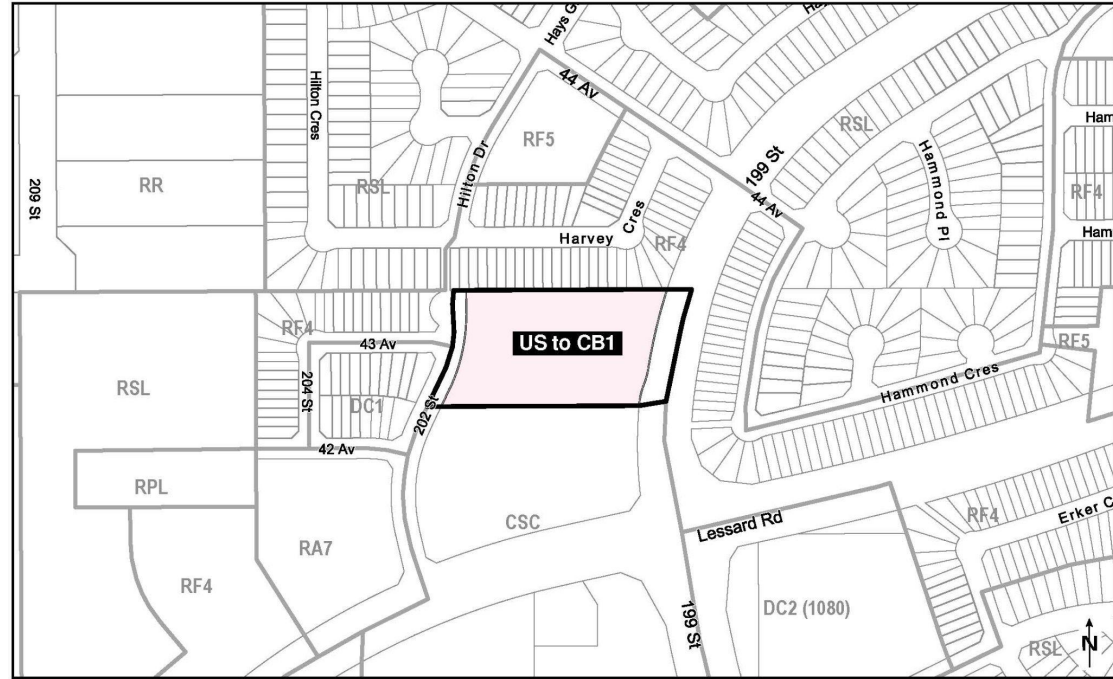 Hays G
Ha
44 Av
Hilton Cres
RF5
RSL
199 St
Ham
RR
209 St
RSL
Hilton Dr
44 Av
Hammond Pl
RF4
Harvey Cres
RF4
Ham
RF4
US to CB1
43 Av
RF5
RSL
204 St
DC1
202 St
Hammond Cres
42 Av
RPL
CSC
Lessard Rd
RF4
Erker C
RA7
RF4
199 St
DC2 (1080)
RSL
N